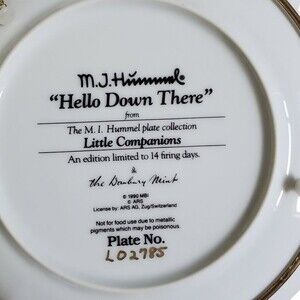 M.J. Hummel
"Hello Down There"
from
The M. I. Hummel plate collection
Little Companions
An edition limited to 14 firing days.
&
the Danbury Mint
© 1990 MBI
© ARS
License by: ARS AG, Zug/Switzerland
Not for food use due to metallic
pigments which may be poisonous.
Plate No.
LO2785